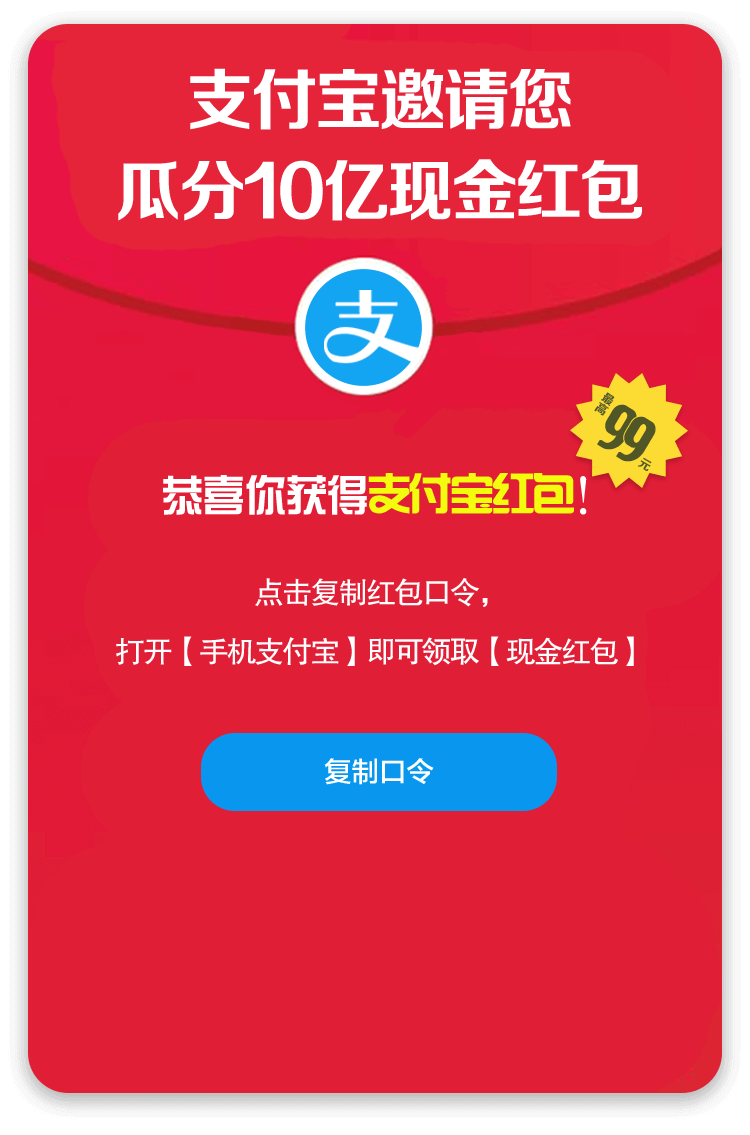 支付宝邀请您
瓜分10亿现金红包
支
最高99元
恭喜你获得支付宝红包！
点击复制红包口令，
打开【手机支付宝】即可领取【现金红包】
复制口令